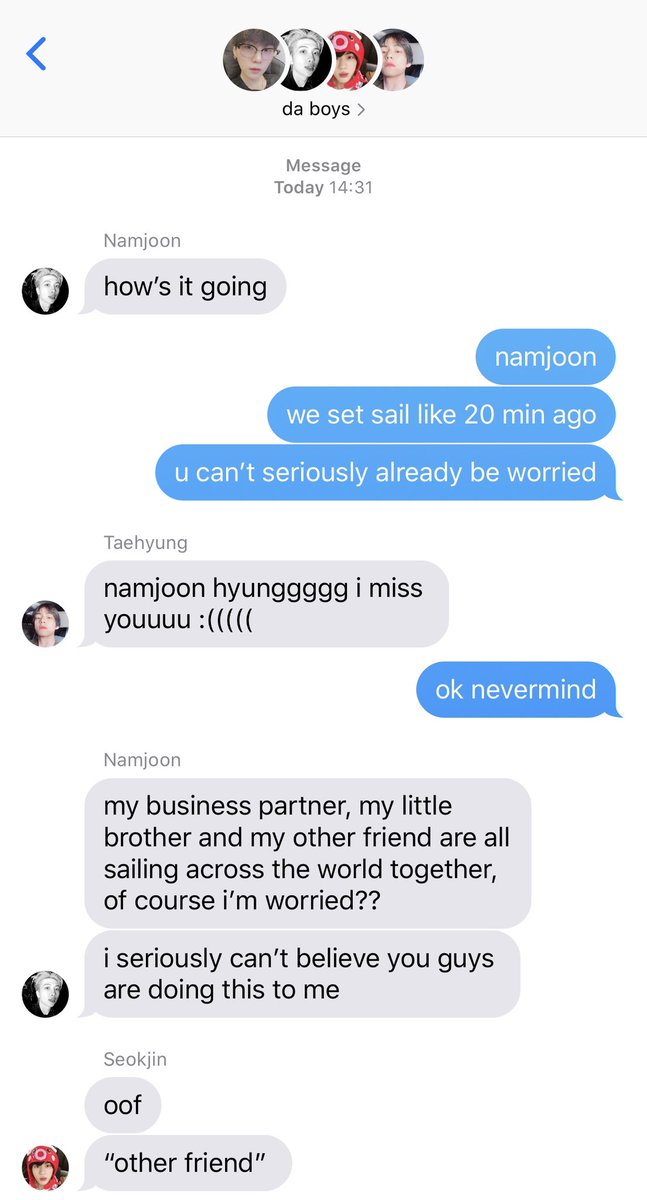 da boys
Message
Today 14:31
Namjoon
how’s it going
namjoon
we set sail like 20 min ago
u can’t seriously already be worried
Taehyung
namjoon hyunggggg i miss
youuuu :(((((
ok nevermind
Namjoon
my business partner, my little
brother and my other friend are all
sailing across the world together,
of course i’m worried??
i seriously can’t believe you guys
are doing this to me
Seokjin
oof
“other friend”